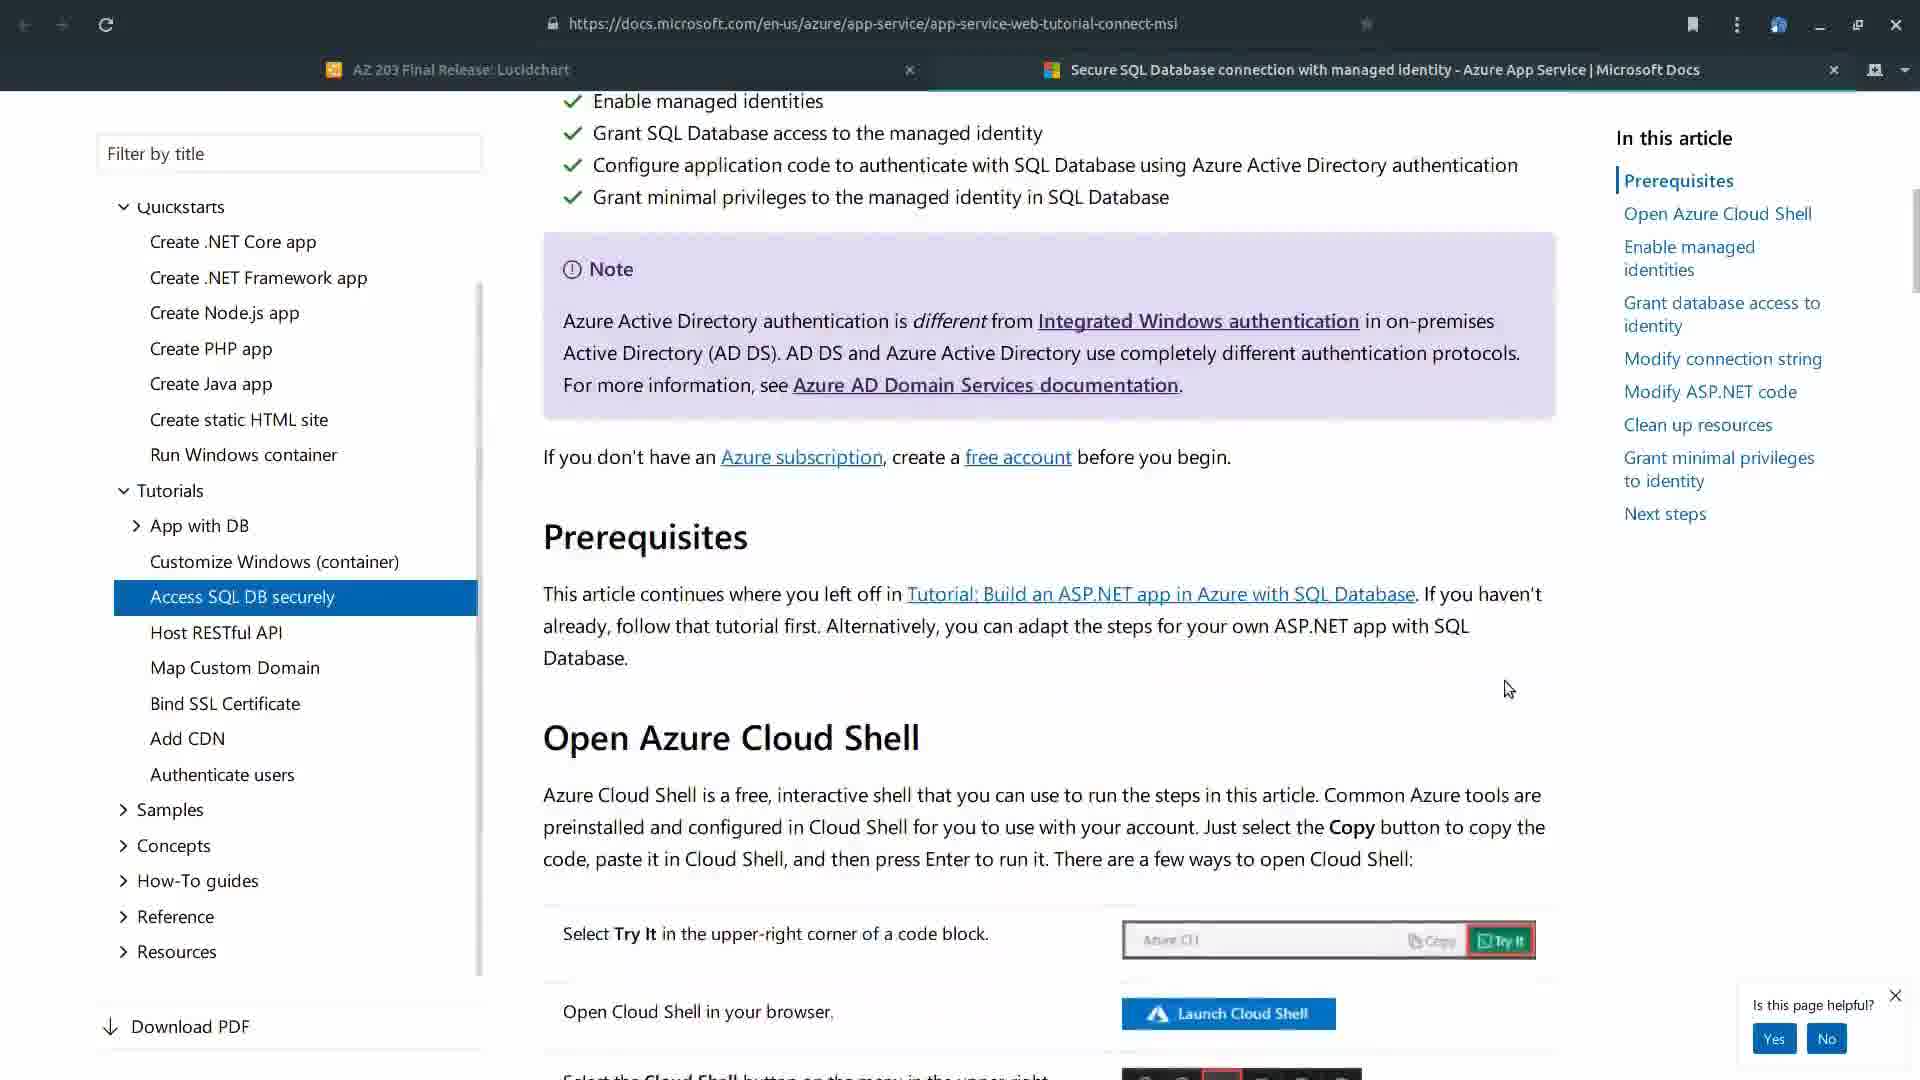 https://docs.microsoft.com/en-us/azure/app-service/app-service-web-tutorial-connect-msi
AZ 203 Final Release: Lucidchart
Secure SQL Database connection with managed identity - Azure App Service | Microsoft Docs
Filter by title
Quickstarts
Create .NET Core app
Create .NET Framework app
Create Node.js app
Create PHP app
Create Java app
Create static HTML site
Run Windows container
Tutorials
App with DB
Customize Windows (container)
Access SQL DB securely
Host RESTful API
Map Custom Domain
Bind SSL Certificate
Add CDN
Authenticate users
Samples
Concepts
How-To guides
Reference
Resources
Download PDF
Enable managed identities
Grant SQL Database access to the managed identity
Configure application code to authenticate with SQL Database using Azure Active Directory authentication
Grant minimal privileges to the managed identity in SQL Database
Note
Azure Active Directory authentication is different from Integrated Windows authentication in on-premises
Active Directory (AD DS). AD DS and Azure Active Directory use completely different authentication protocols.
For more information, see Azure AD Domain Services documentation.
If you don't have an Azure subscription, create a free account before you begin.
Prerequisites
This article continues where you left off in Tutorial: Build an ASP.NET app in Azure with SQL Database. If you haven't
already, follow that tutorial first. Alternatively, you can adapt the steps for your own ASP.NET app with SQL
Database.
Open Azure Cloud Shell
Azure Cloud Shell is a free, interactive shell that you can use to run the steps in this article. Common Azure tools are
preinstalled and configured in Cloud Shell for you to use with your account. Just select the Copy button to copy the
code, paste it in Cloud Shell, and then press Enter to run it. There are a few ways to open Cloud Shell:
Select Try It in the upper-right corner of a code block.
Azure CLI
Copy
Try It
Open Cloud Shell in your browser.
Launch Cloud Shell
Select the Cloud Shell button on the menu in the upper-right
In this article
Prerequisites
Open Azure Cloud Shell
Enable managed
identities
Grant database access to
identity
Modify connection string
Modify ASP.NET code
Clean up resources
Grant minimal privileges
to identity
Next steps
Is this page helpful?
Yes
No